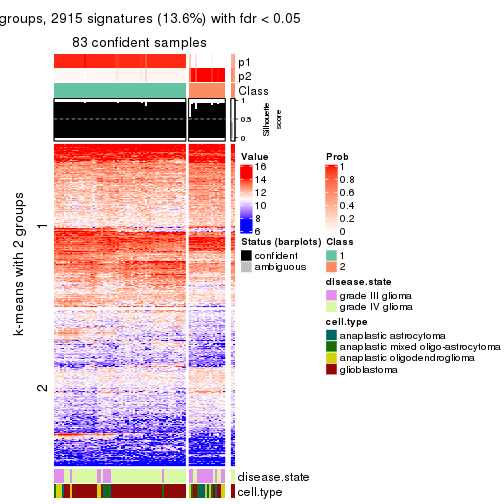 groups, 2915 signatures (13.6%) with fdr < 0.05
83 confident samples
p1
p2
Class
1
0.5
0
Silhouette
score
k-means with 2 groups
1
2
Value
16
14
12
10
8
6
Prob
1
0.8
0.6
0.4
0.2
0
Status (barplots)
confident
ambiguous
Class
1
2
disease.state
grade III glioma
grade IV glioma
cell.type
anaplastic astrocytoma
anaplastic mixed oligo-astrocytoma
anaplastic oligodendroglioma
glioblastoma
disease.state
cell.type